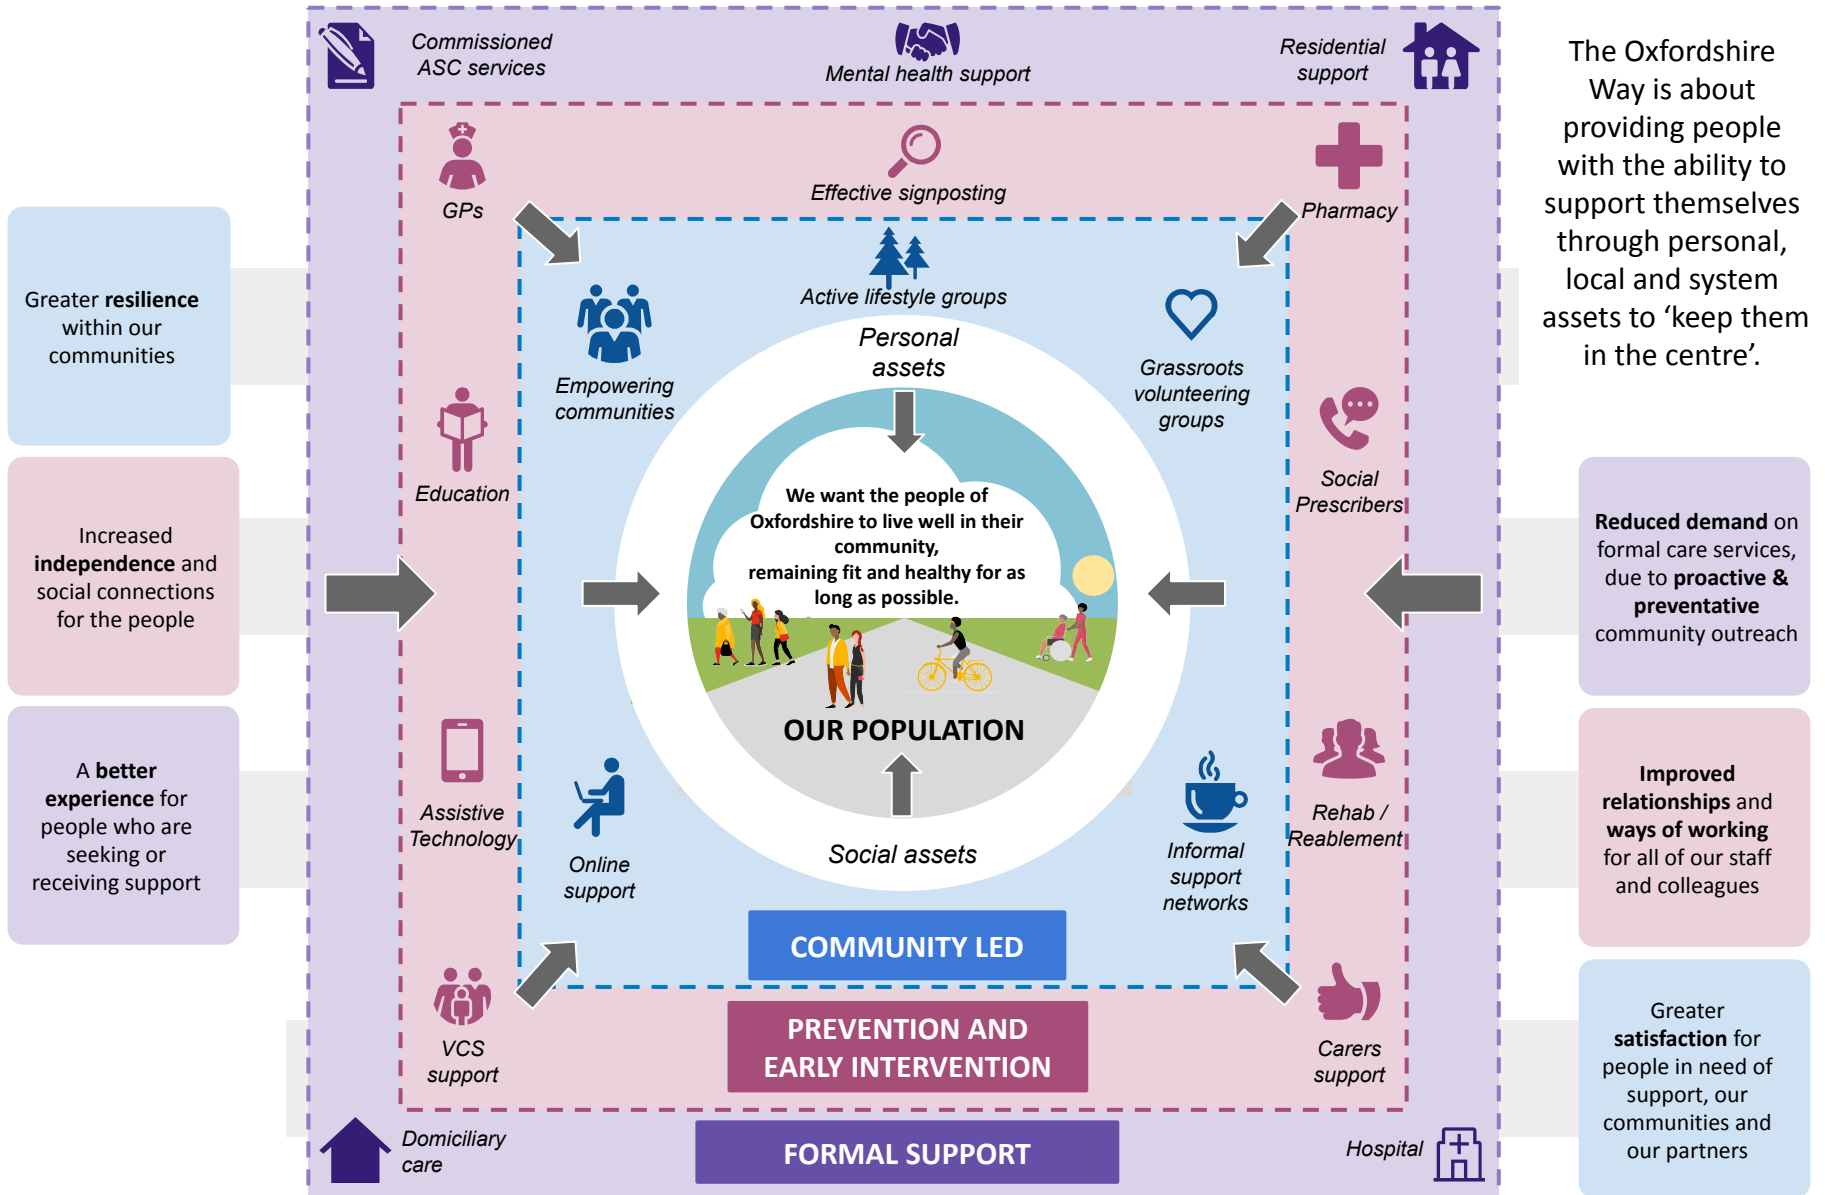 Commissioned
ASC services
Mental health support
Residential
support
The Oxfordshire
Way is about
providing people
with the ability to
support themselves
through personal,
local and system
assets to ‘keep them
in the centre’.
GPs
Effective signposting
Pharmacy
Greater resilience
within our
communities
Increased
independence and
social connections
for the people
A better
experience for
people who are
seeking or
receiving support
Education
Assistive
Technology
VCS
support
Empowering
communities
Active lifestyle groups
Grassroots
volunteering
groups
Personal
assets
We want the people of
Oxfordshire to live well in their
community,
remaining fit and healthy for as
long as possible.
OUR POPULATION
Social assets
Online
support
Informal
support
networks
Social
Prescribers
Rehab /
Reablement
Carers
support
Reduced demand on
formal care services,
due to proactive &
preventative
community outreach
Improved
relationships and
ways of working
for all of our staff
and colleagues
Greater
satisfaction for
people in need of
support, our
communities and
our partners
COMMUNITY LED
PREVENTION AND
EARLY INTERVENTION
Domiciliary
care
FORMAL SUPPORT
Hospital